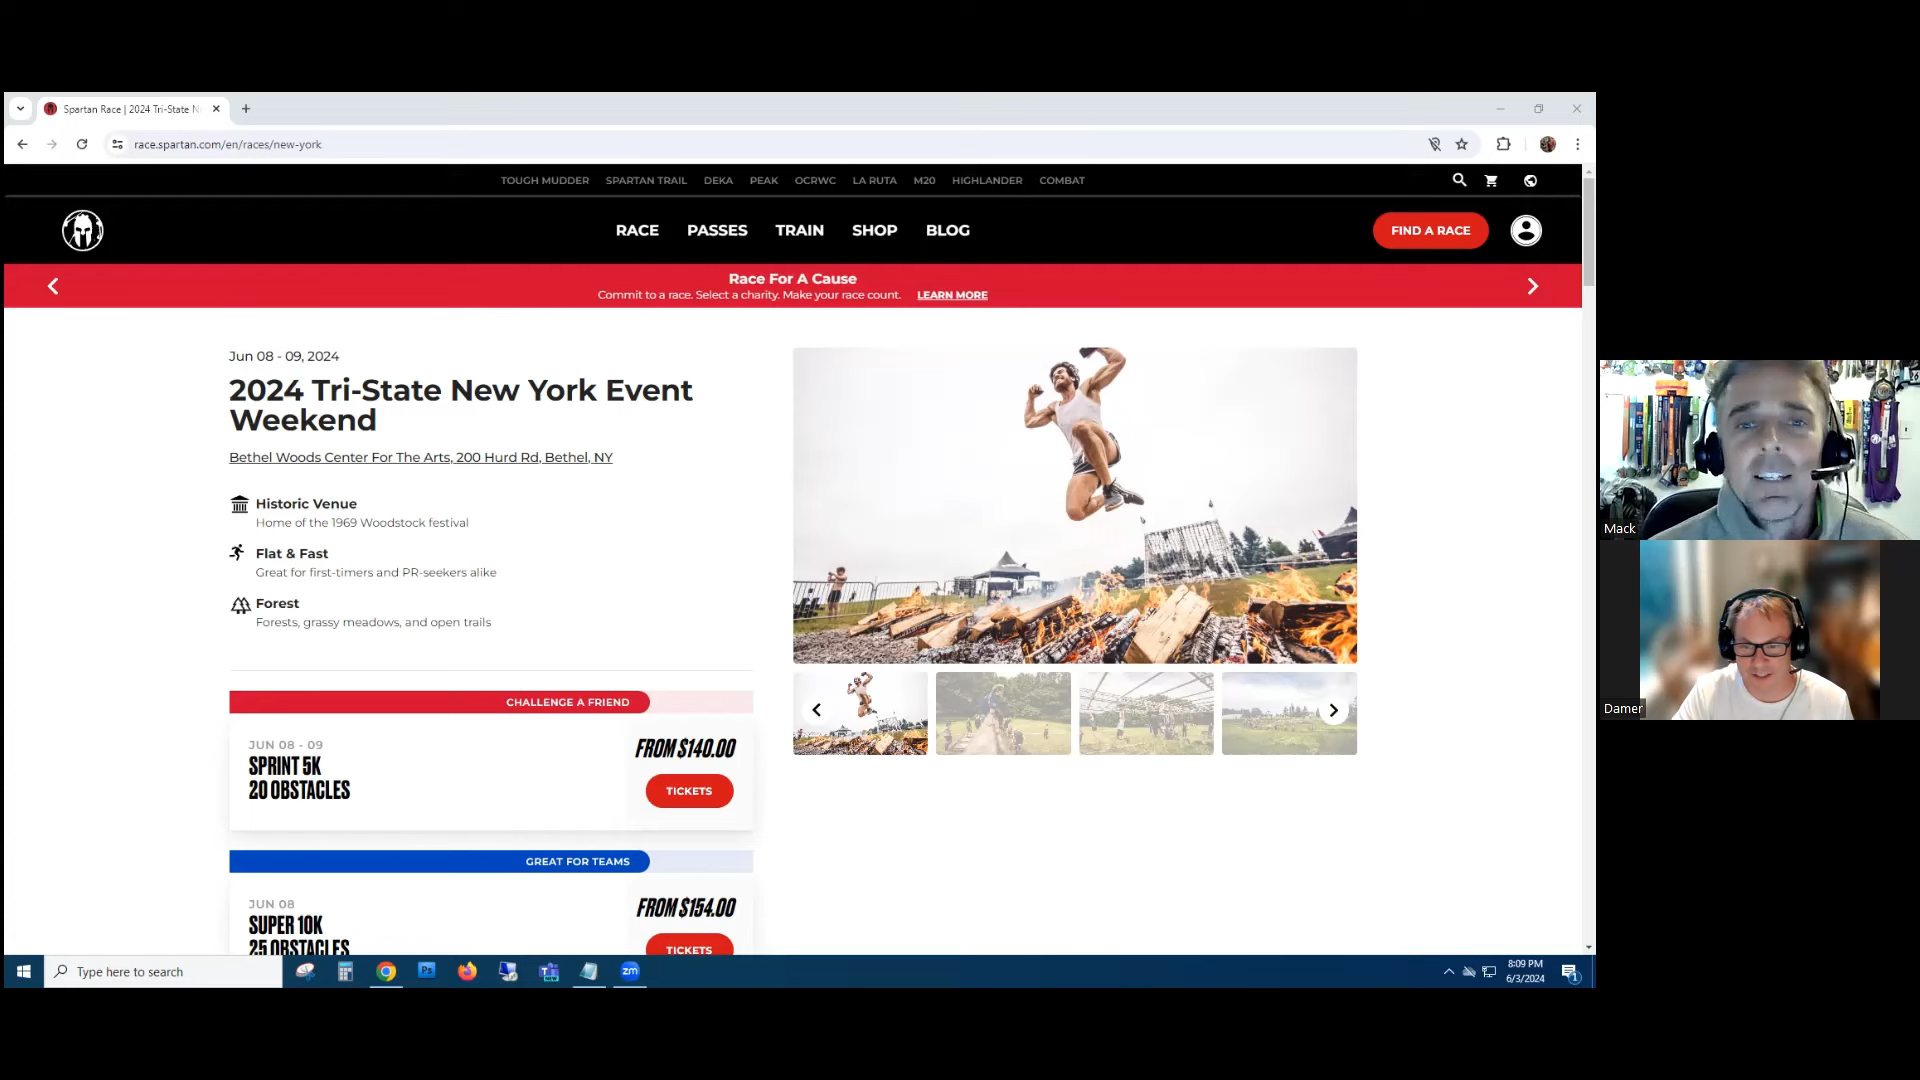 Spartan Race | 2024 Tri-State N
race.spartan.com/en/races/new-york
TOUGH MUDDER SPARTAN TRAIL DEKA PEAK OCRWC LA RUTA M20 HIGHLANDER COMBAT
RACE PASSES TRAIN SHOP BLOG
FIND A RACE
Race For A Cause
Commit to a race. Select a charity. Make your race count. LEARN MORE
Jun 08 - 09, 2024
2024 Tri-State New York Event
Weekend
Bethel Woods Center For The Arts, 200 Hurd Rd, Bethel, NY
Historic Venue
Home of the 1969 Woodstock festival
Flat & Fast
Great for first-timers and PR-seekers alike
Forest
Forests, grassy meadows, and open trails
CHALLENGE A FRIEND
JUN 08 - 09
SPRINT 5K
20 OBSTACLES
FROM $140.00
TICKETS
GREAT FOR TEAMS
JUN 08
SUPER 10K
25 OBSTACLES
FROM $154.00
TICKETS
Mack
Damer
Type here to search
Ps
zm
8:09 PM
6/3/2024
1